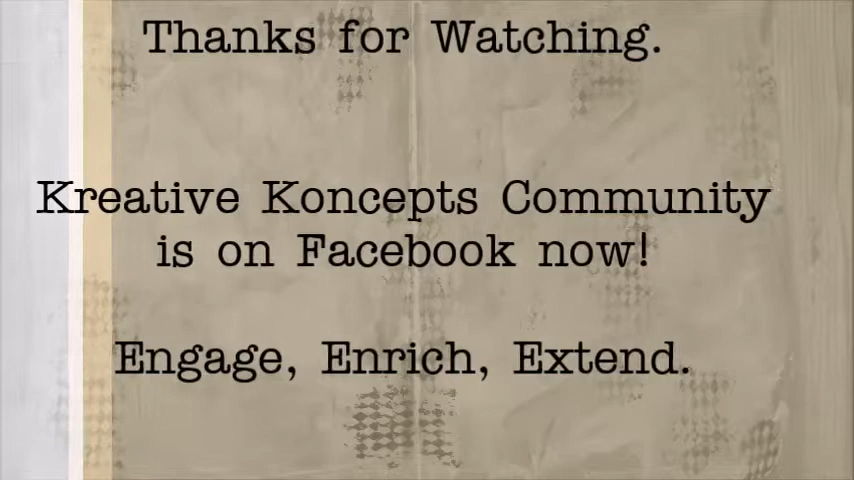 Thanks for Watching.
Kreative Koncepts Community
is on Facebook now!
Engage, Enrich, Extend.